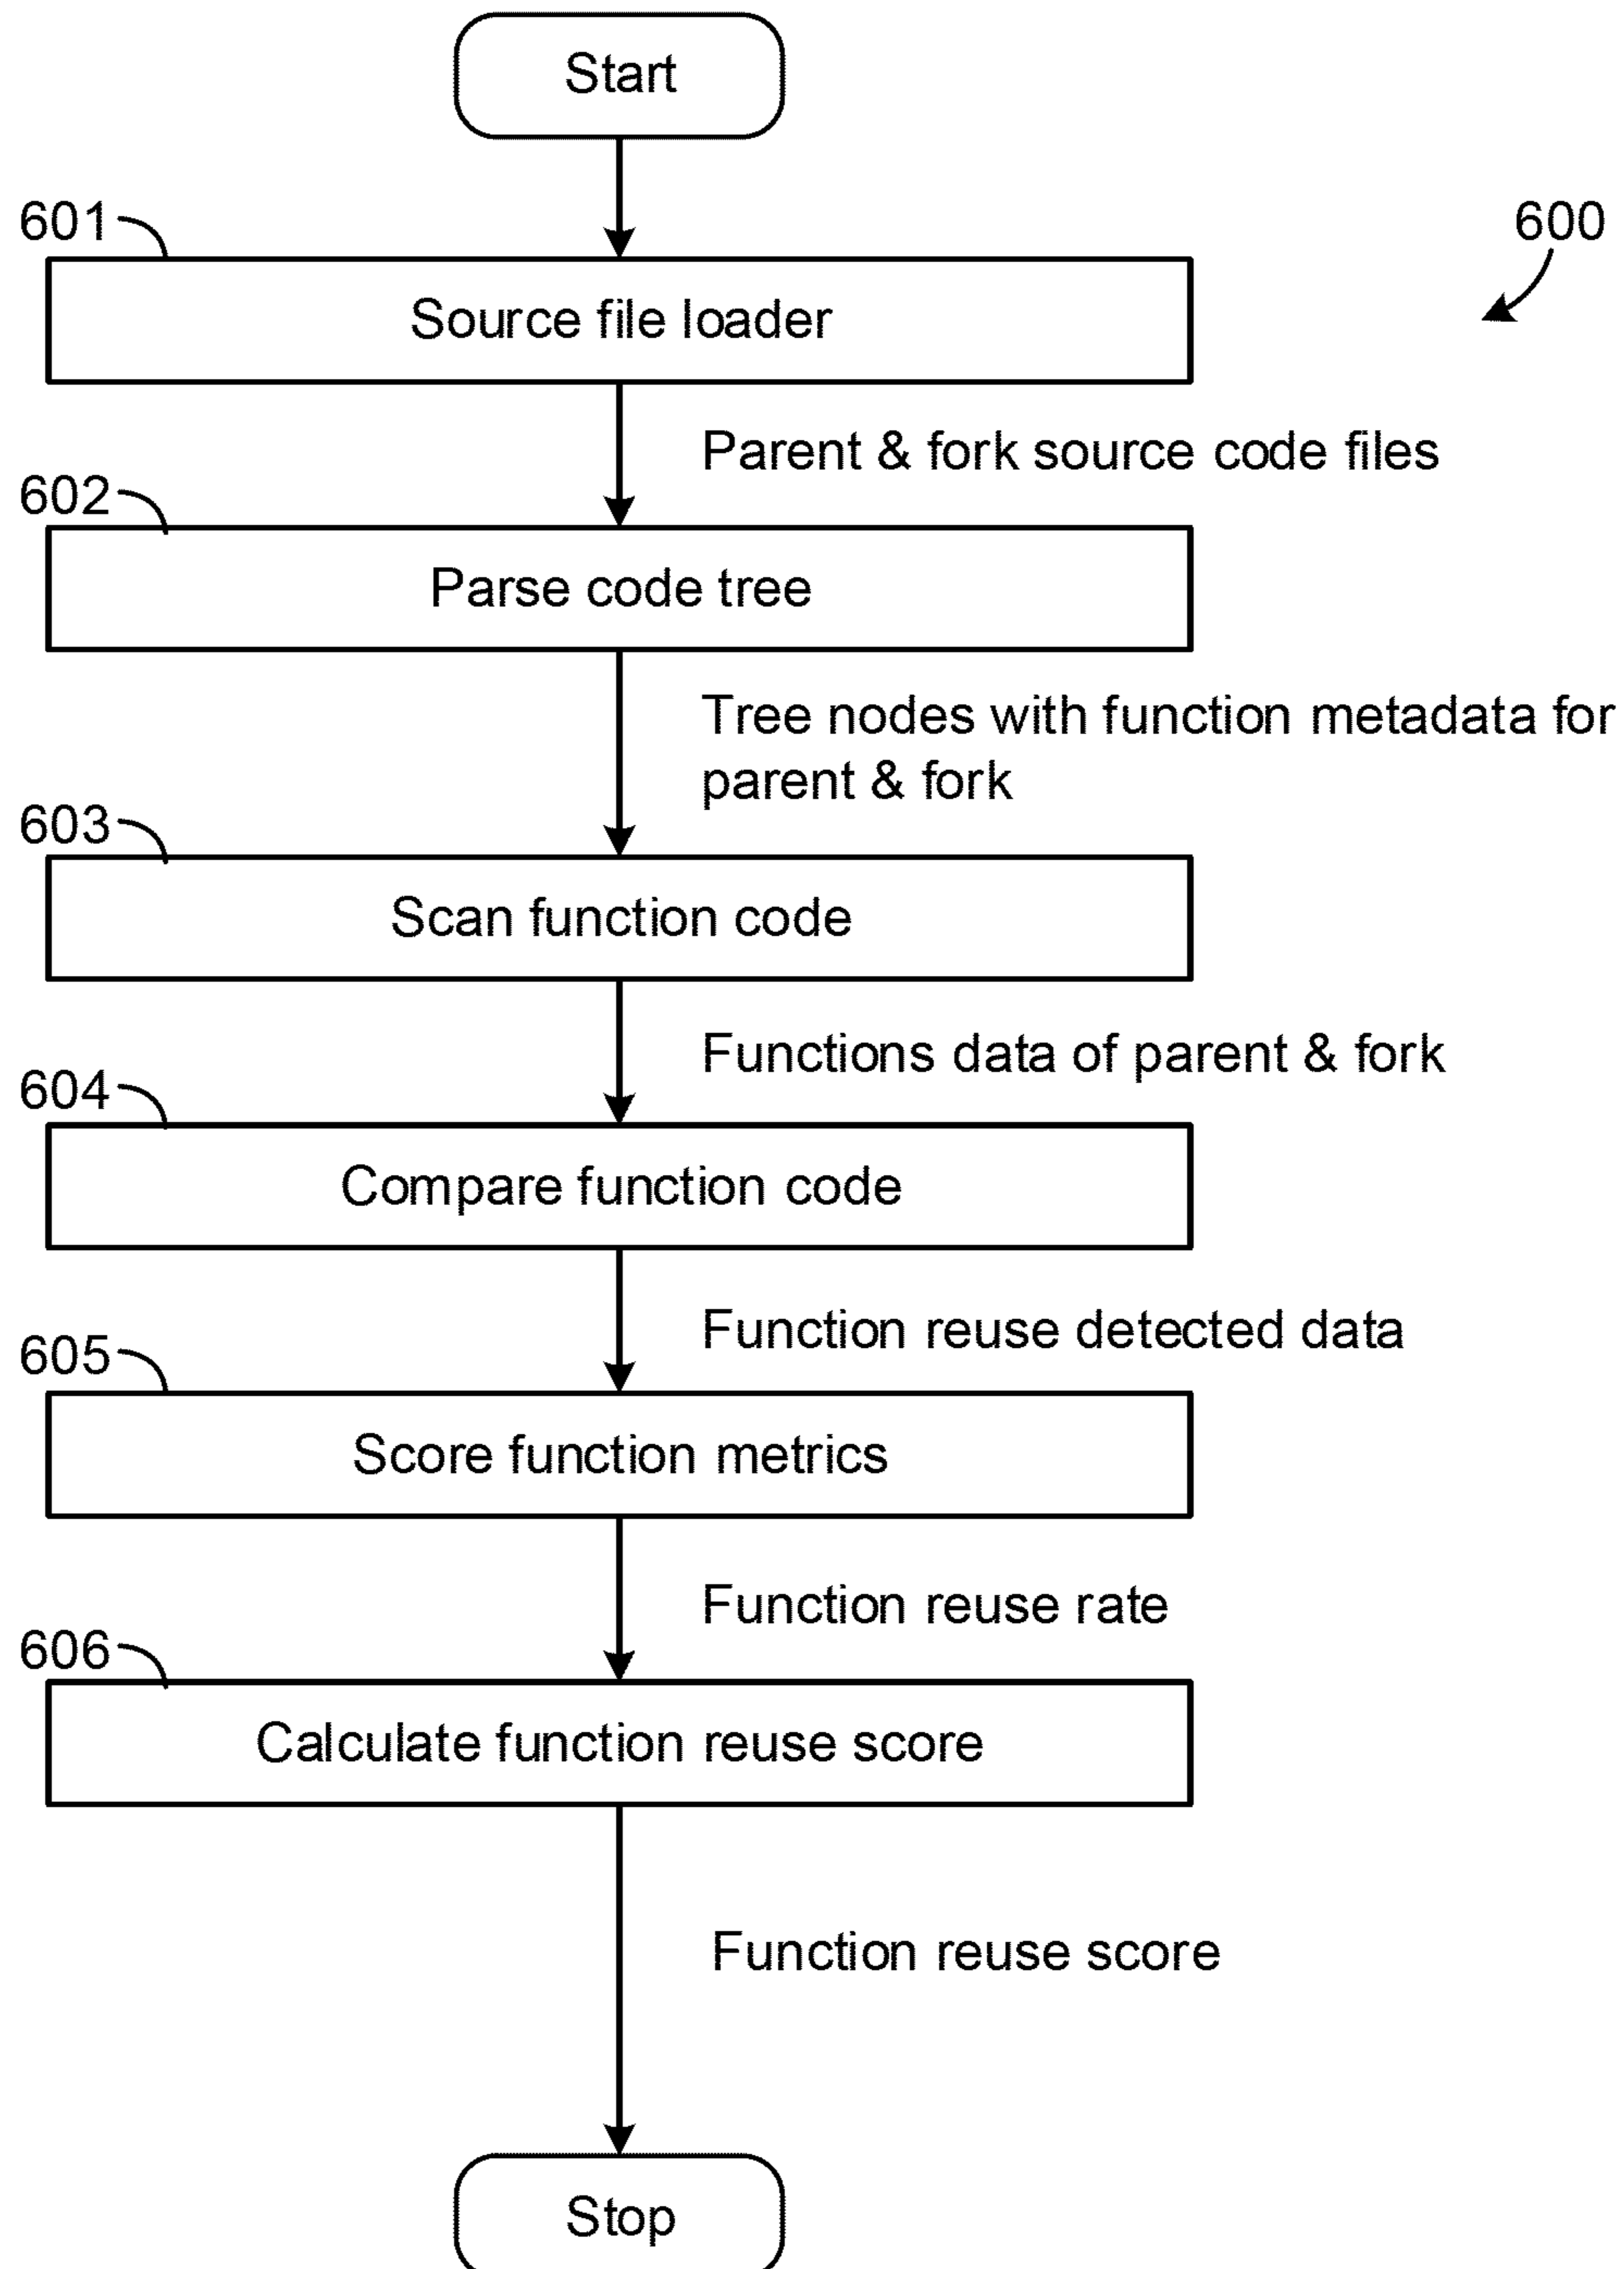 Start
601
600
Source file loader
Parent & fork source code files
602
Parse code tree
Tree nodes with function metadata for
parent & fork
603
Scan function code
Functions data of parent & fork
604
Compare function code
Function reuse detected data
605
Score function metrics
Function reuse rate
606
Calculate function reuse score
Function reuse score
Stop